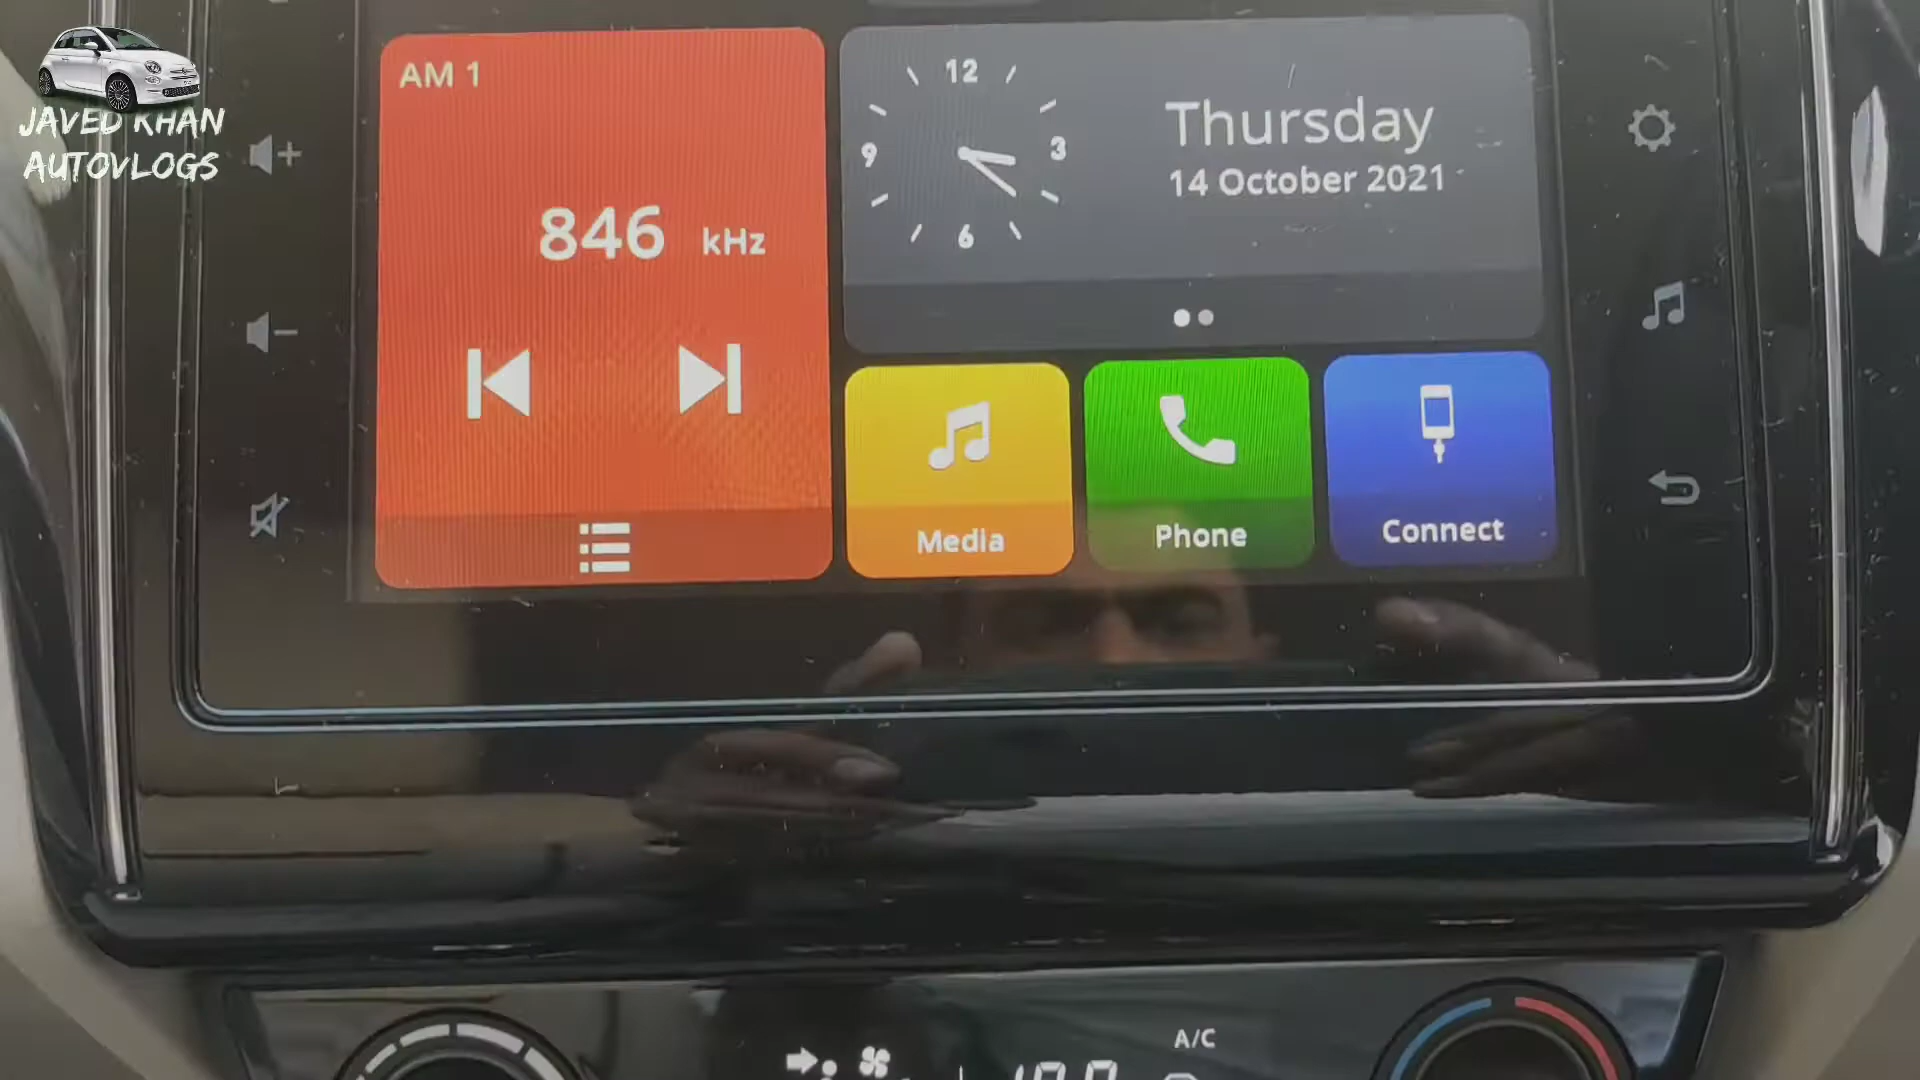 JAVED KHAN
AUTOVLOGS
AM 1
846 kHz
12
9
3
6
Thursday
14 October 2021
Media
Phone
Connect
A/C